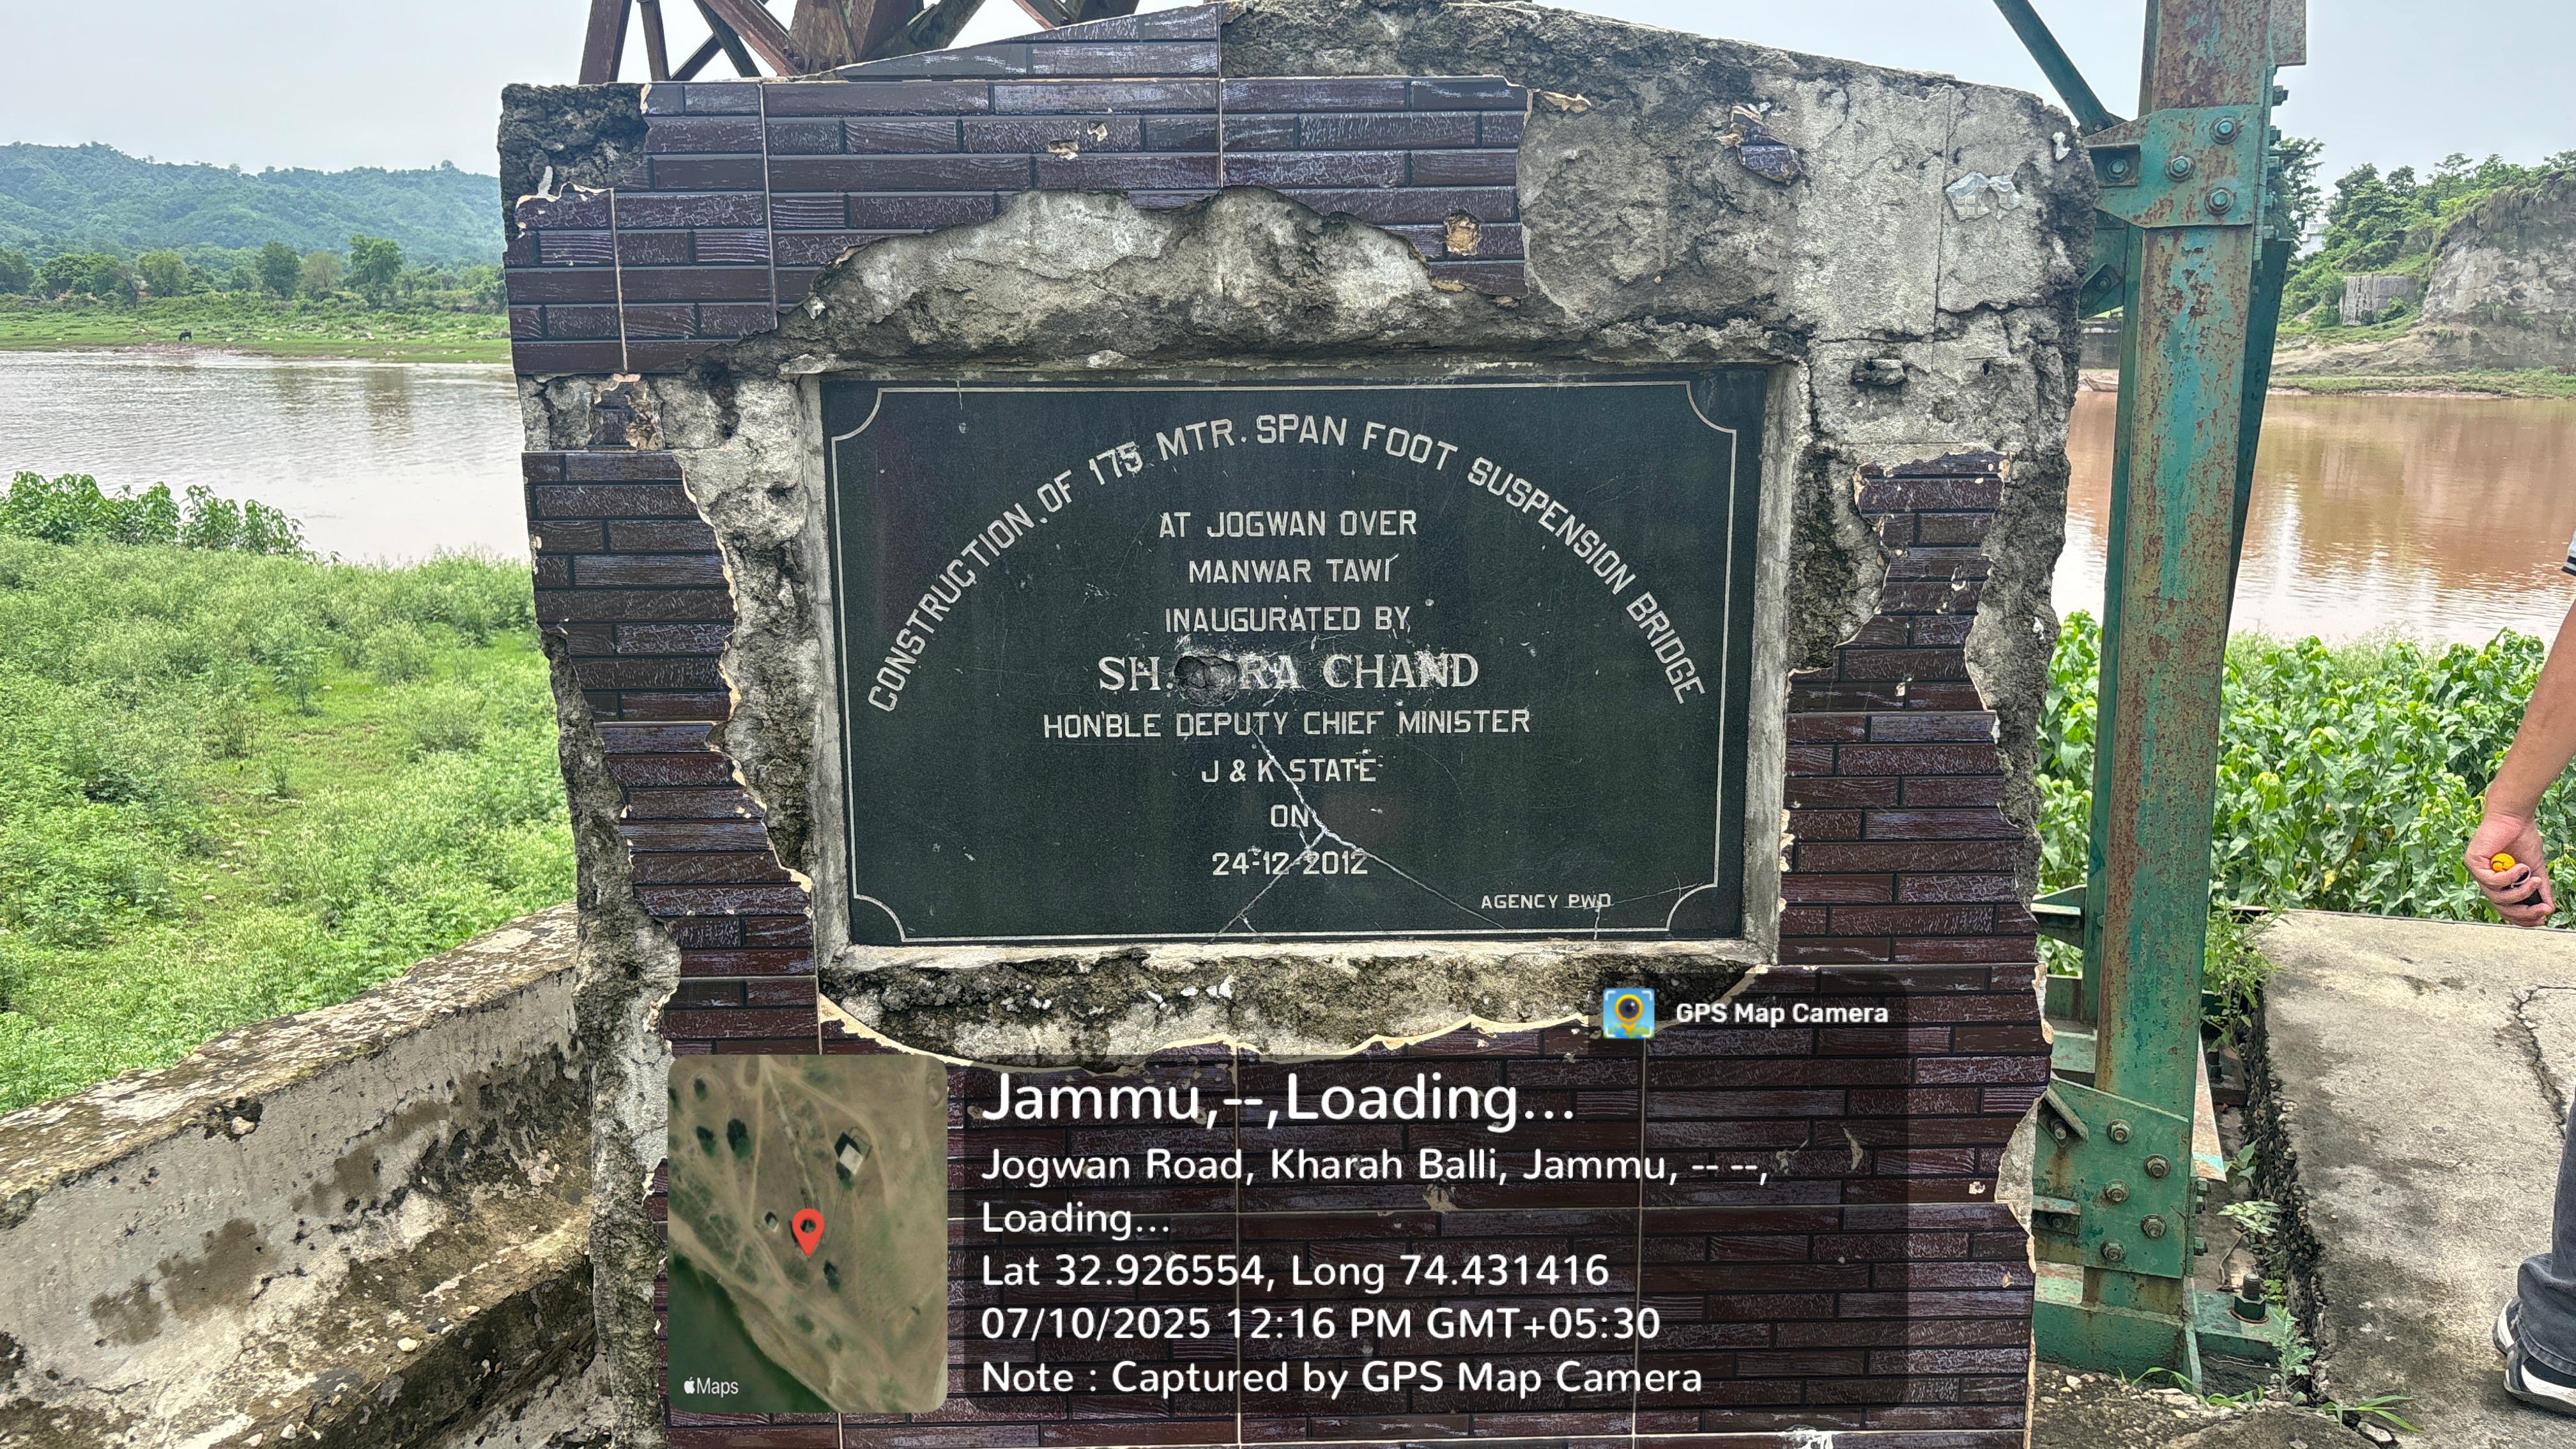 CONSTRUCTION OF 175 MTR. SPAN FOOT SUSPENSION BRIDGE
AT JOGWAN OVER
MANWAR TAWI
INAUGURATED BY
SH. CHAND
HON'BLE DEPUTY CHIEF MINISTER
J & K STATE
ON
24-12-2012
AGENCY PWD
GPS Map Camera
Jammu,--,Loading...
Jogwan Road, Kharah Balli, Jammu, -- --,
Loading...
Lat 32.926554, Long 74.431416
07/10/2025 12:16 PM GMT+05:30
Note : Captured by GPS Map Camera
Maps